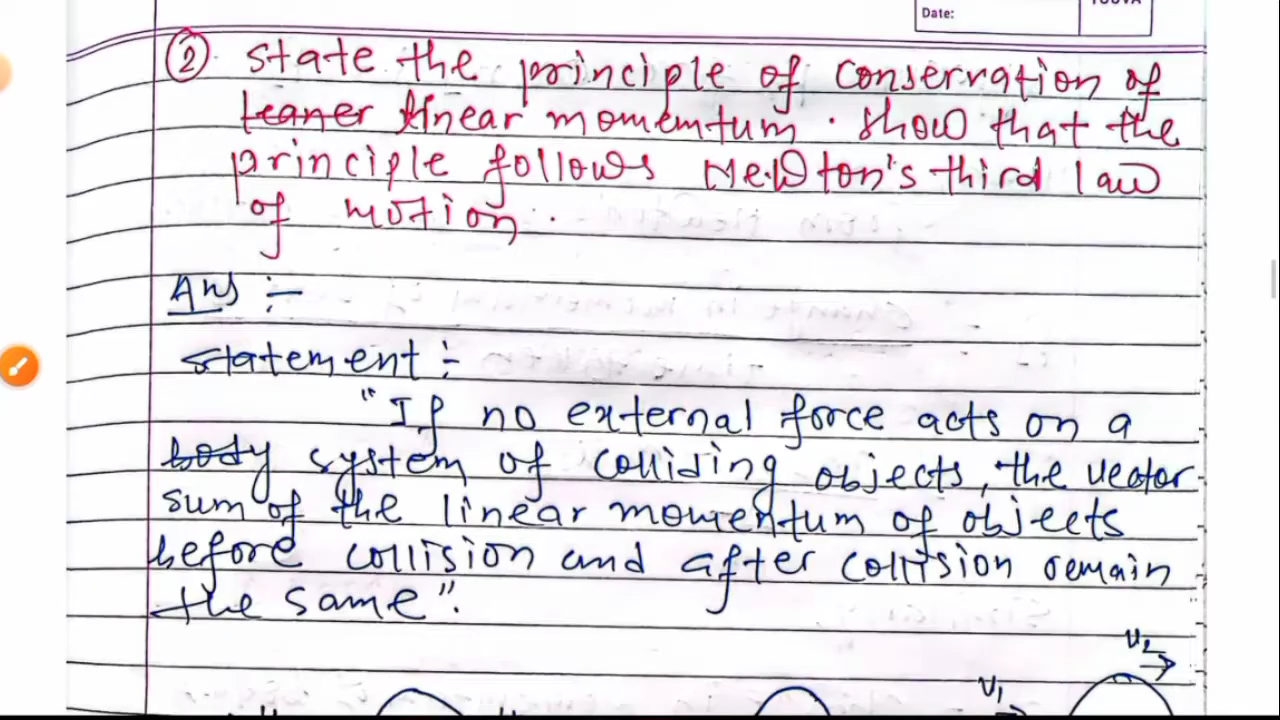 Date:
YOUVA
② State the principle of conservation of
leaner linear momentum. Show that the
principle follows Newton's third law
of motion.
Ans :-
Statement :-
"If no external force acts on a
body system of colliding objects, the vector
sum of the linear momentum of objects
before collision and after collision remain
the same".
U2
V1